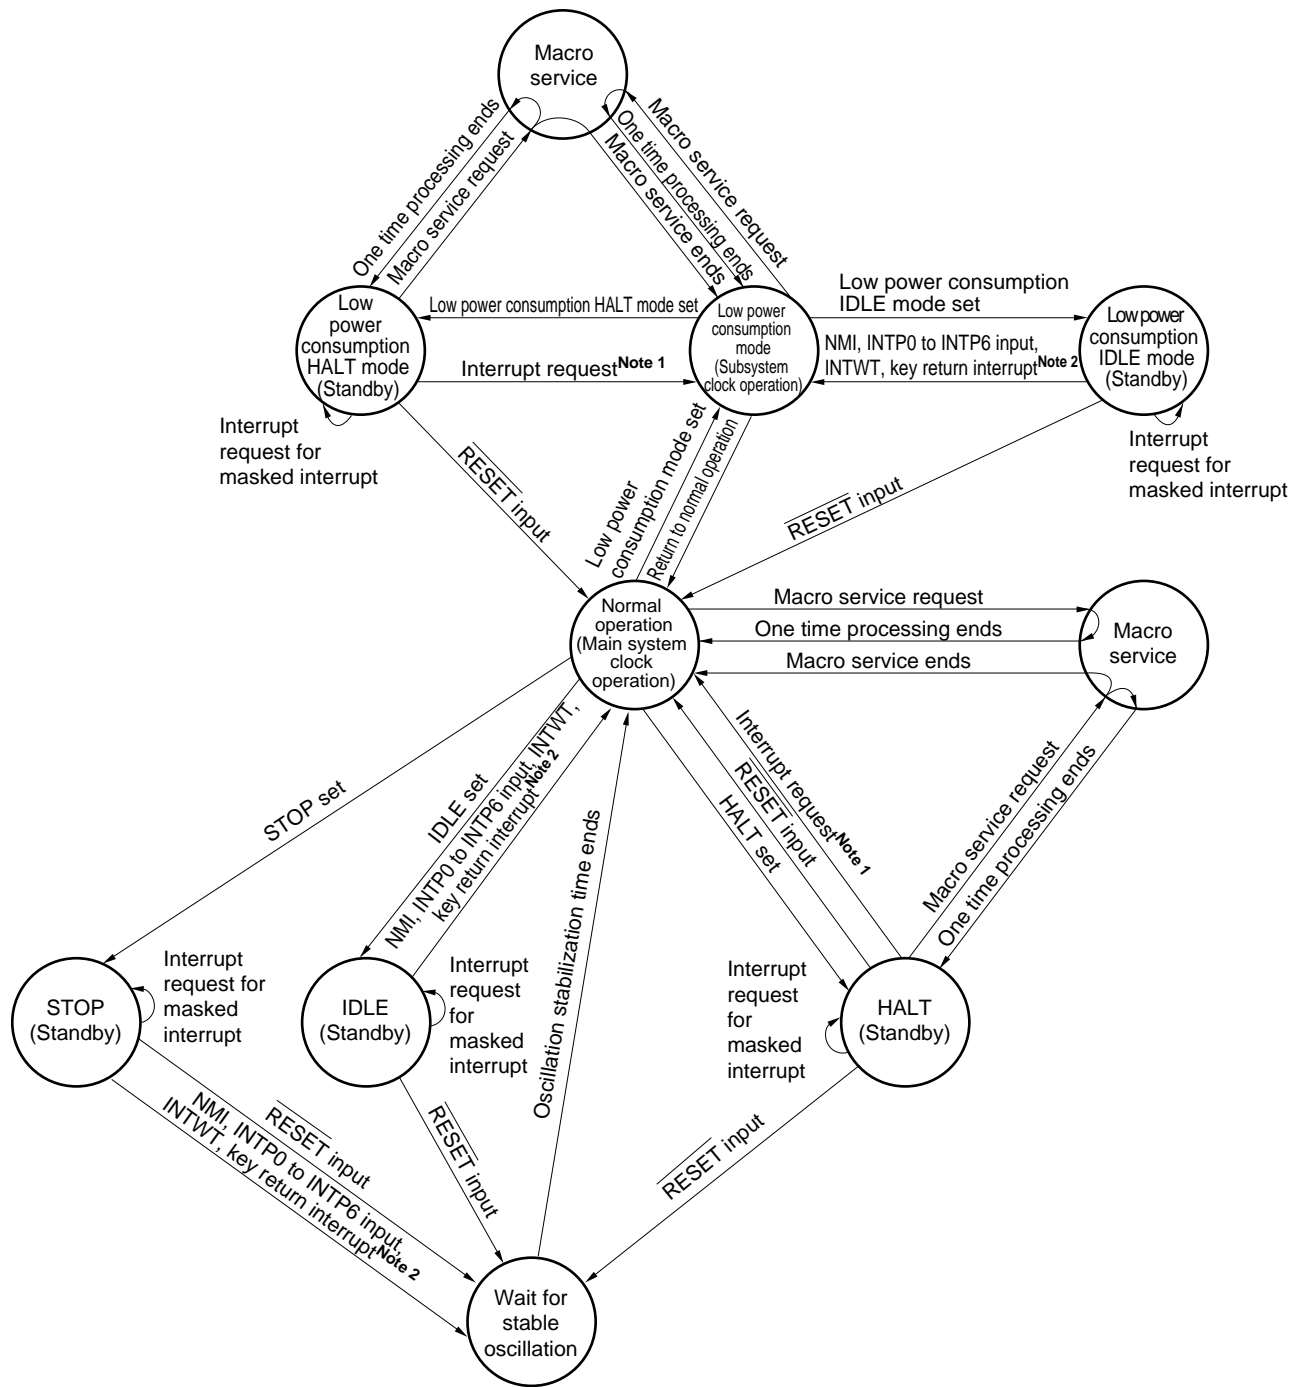 Macro
service
One time processing ends
Macro service request
Macro service request
One time processing ends
Macro service ends
Low
power
consumption
HALT mode
(Standby)
Low power consumption HALT mode set
Interrupt request Note 1
Low power
consumption
mode
(Subsystem
clock operation)
Low power consumption
IDLE mode set
NMI, INTP0 to INTP6 input,
INTWT, key return interrupt Note 2
Low power
consumption
IDLE mode
(Standby)
Interrupt
request for
masked interrupt
Interrupt
request for
masked interrupt
RESET input
Low power
consumption mode set
Return to normal operation
RESET input
Normal
operation
(Main system
clock
operation)
Macro service request
One time processing ends
Macro service ends
Macro
service
STOP set
IDLE set
NMI, INTP0 to INTP6 input, INTWT,
key return interrupt Note 2
Oscillation stabilization time ends
HALT set
RESET input
Interrupt request Note 1
Macro service request
One time processing ends
STOP
(Standby)
Interrupt
request for
masked
interrupt
IDLE
(Standby)
Interrupt
request
for
masked
interrupt
Interrupt
request
for
masked
interrupt
HALT
(Standby)
RESET input
NMI, INTP0 to INTP6 input,
INTWT, key return interrupt Note 2
RESET input
RESET input
Wait for
stable
oscillation